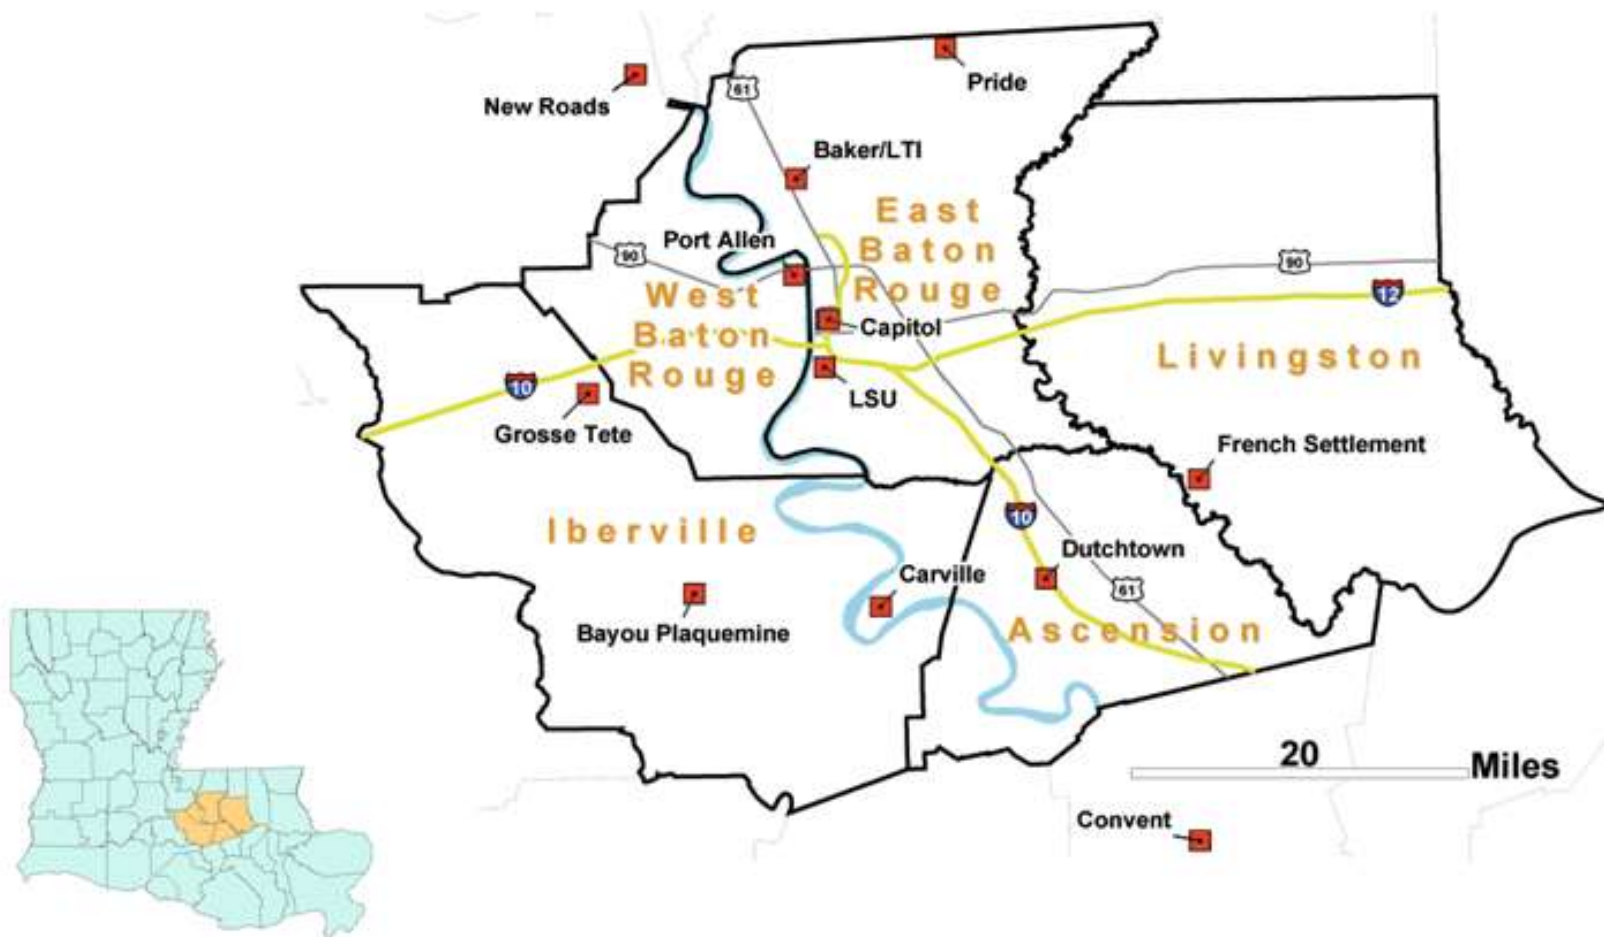 Pride
61
New Roads
Baker/LTI
East
Baton
Rouge
Port Allen
90
90
West
Baton
Rouge
12
Capitol
Livingston
10
LSU
Grosse Tete
French Settlement
10
Iberville
Dutchtown
Carville
61
Bayou Plaquemine
Ascension
20
Miles
Convent